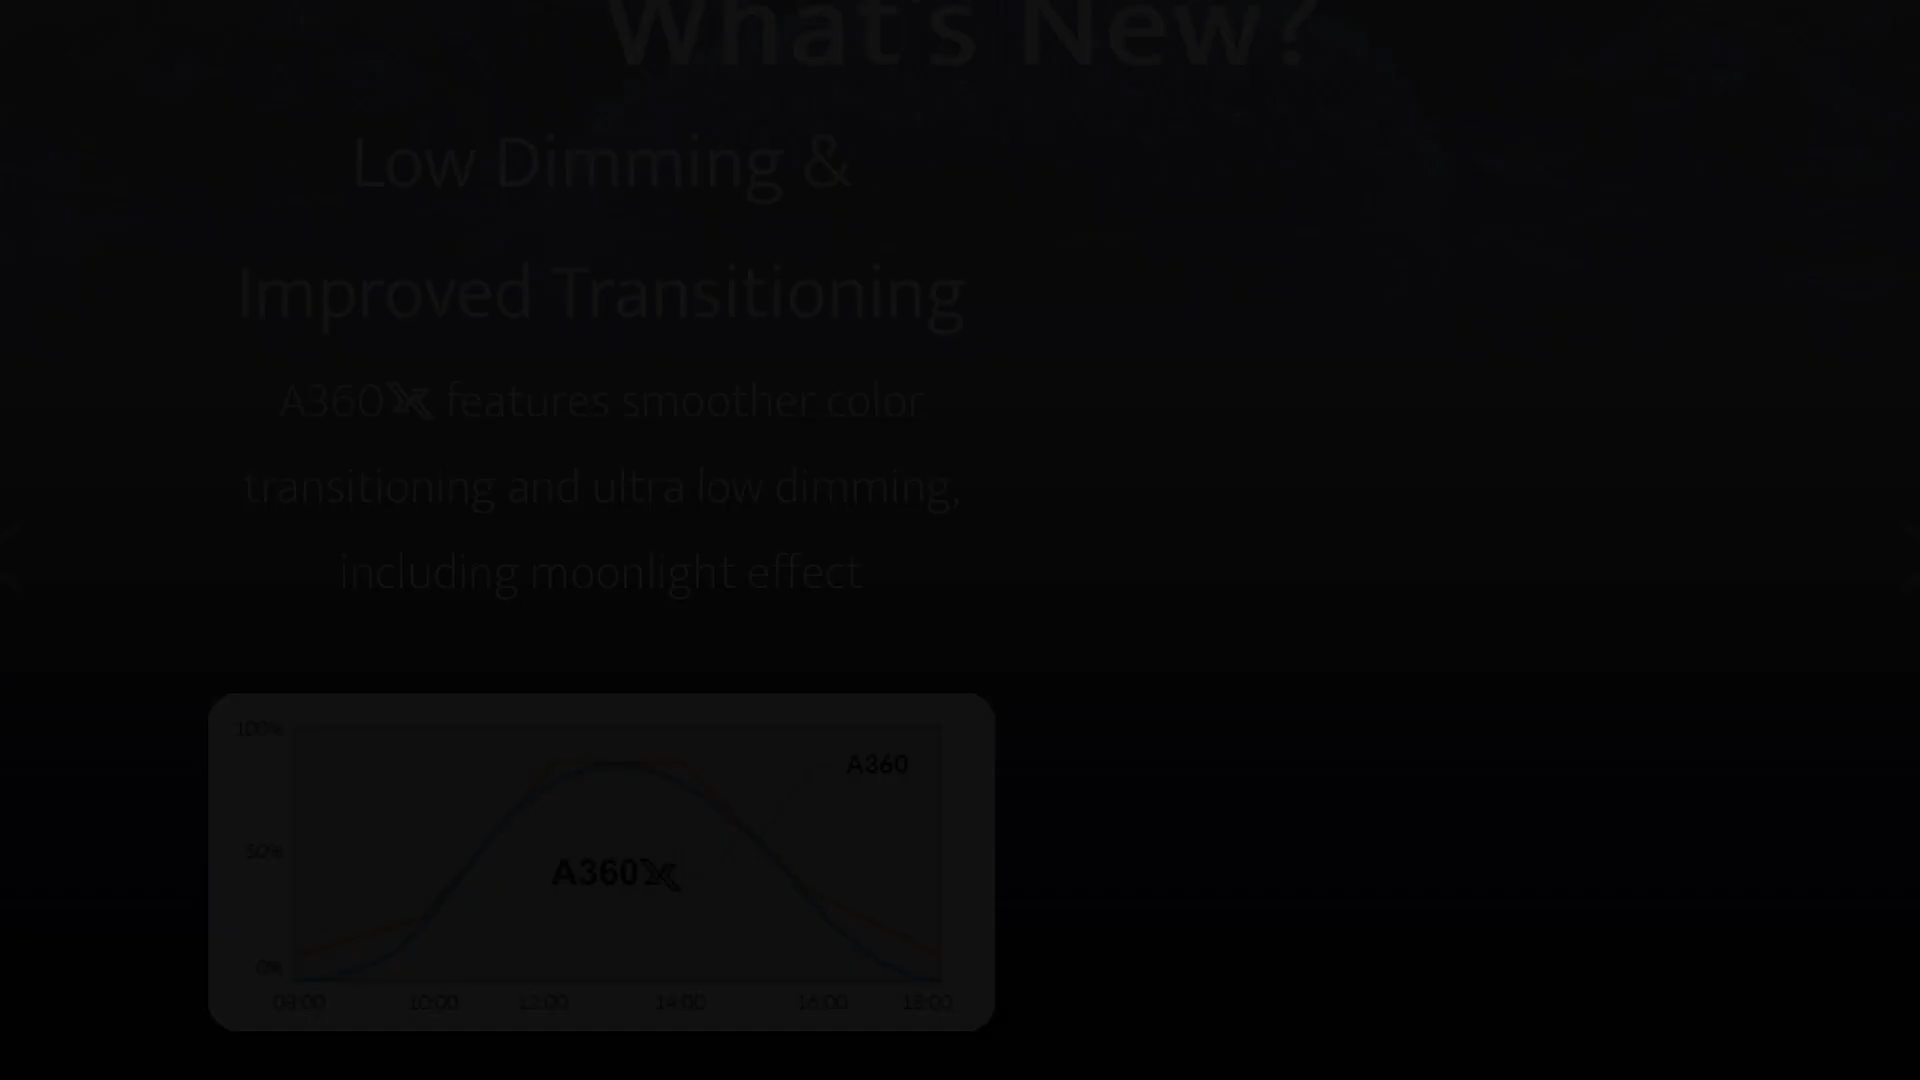 What's New?
Low Dimming &
Improved Transitioning
A360X features smoother color
transitioning and ultra low dimming,
including moonlight effect
100%
A360
50%
A360X
0%
08:00 10:00 12:00 14:00 16:00 18:00